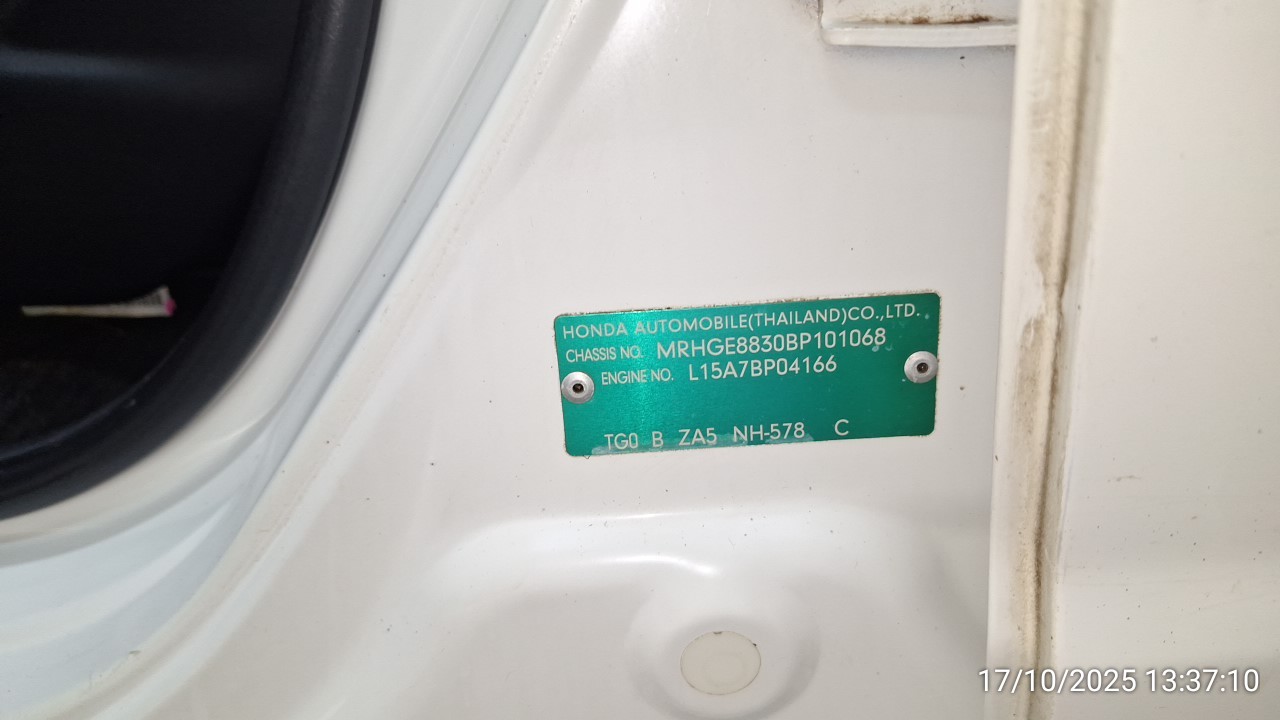 HONDA AUTOMOBILE(THAILAND)CO.,LTD.
CHASSIS NO. MRHGE8830BP101068
ENGINE NO. L15A7BP04166
TG0 B ZA5 NH-578 C
17/10/2025 13:37:10